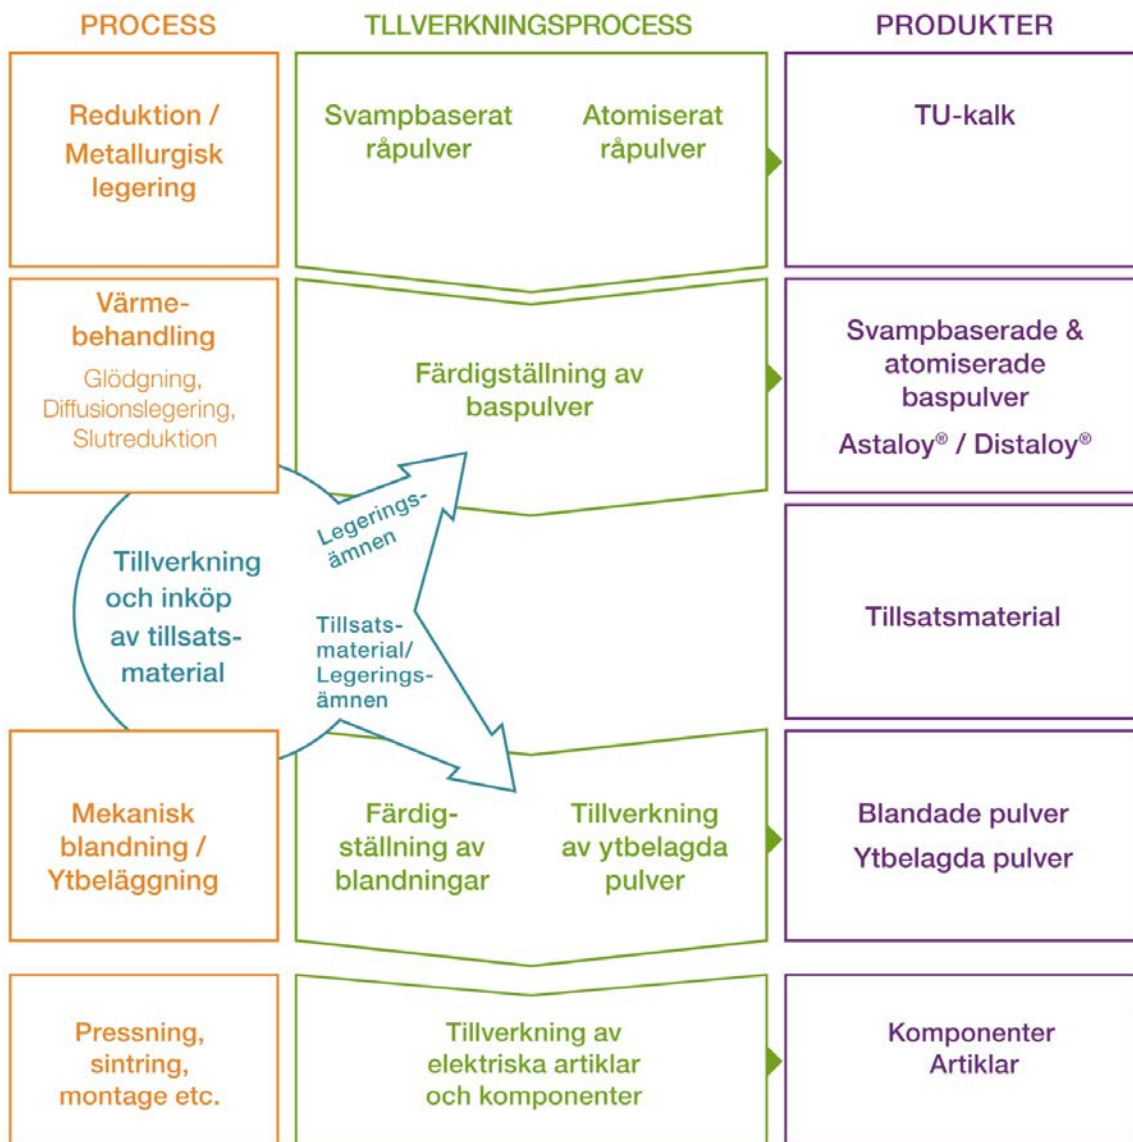 PROCESS
TLLVERKNINGSPROCESS
PRODUKTER
Reduktion /
Metallurgisk
legering
Svampbaserat
råpulver
Atomiserat
råpulver
TU-kalk
Värme-
behandling
Glödgning,
Diffusionslegering,
Slutreduktion
Färdigställning av
baspulver
Svampbaserade &
atomiserade
baspulver
Astaloy® / Distaloy®
Tillverkning
och inköp
av tillsats-
material
Legerings-
ämnen
Tillsats-
material/
Legerings-
ämnen
Tillsatsmaterial
Mekanisk
blandning /
Ytbeläggning
Färdig-
ställning av
blandningar
Tillverkning
av ytbelagda
pulver
Blandade pulver
Ytbelagda pulver
Pressning,
sintring,
montage etc.
Tillverkning av
elektriska artiklar
och komponenter
Komponenter
Artiklar